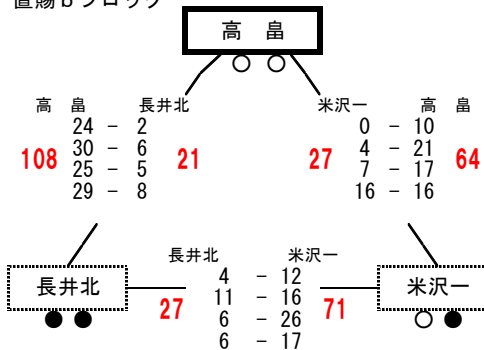 置賜bブロック
高 畠
○ ○
高 畠 長井北
108 21
24 - 2
30 - 6
25 - 5
29 - 8
米沢一 高 畠
27 64
0 - 10
4 - 21
7 - 17
16 - 16
長井北 米沢一
27 71
4 - 12
11 - 16
6 - 26
6 - 17
長井北
● ●
米沢一
○ ●